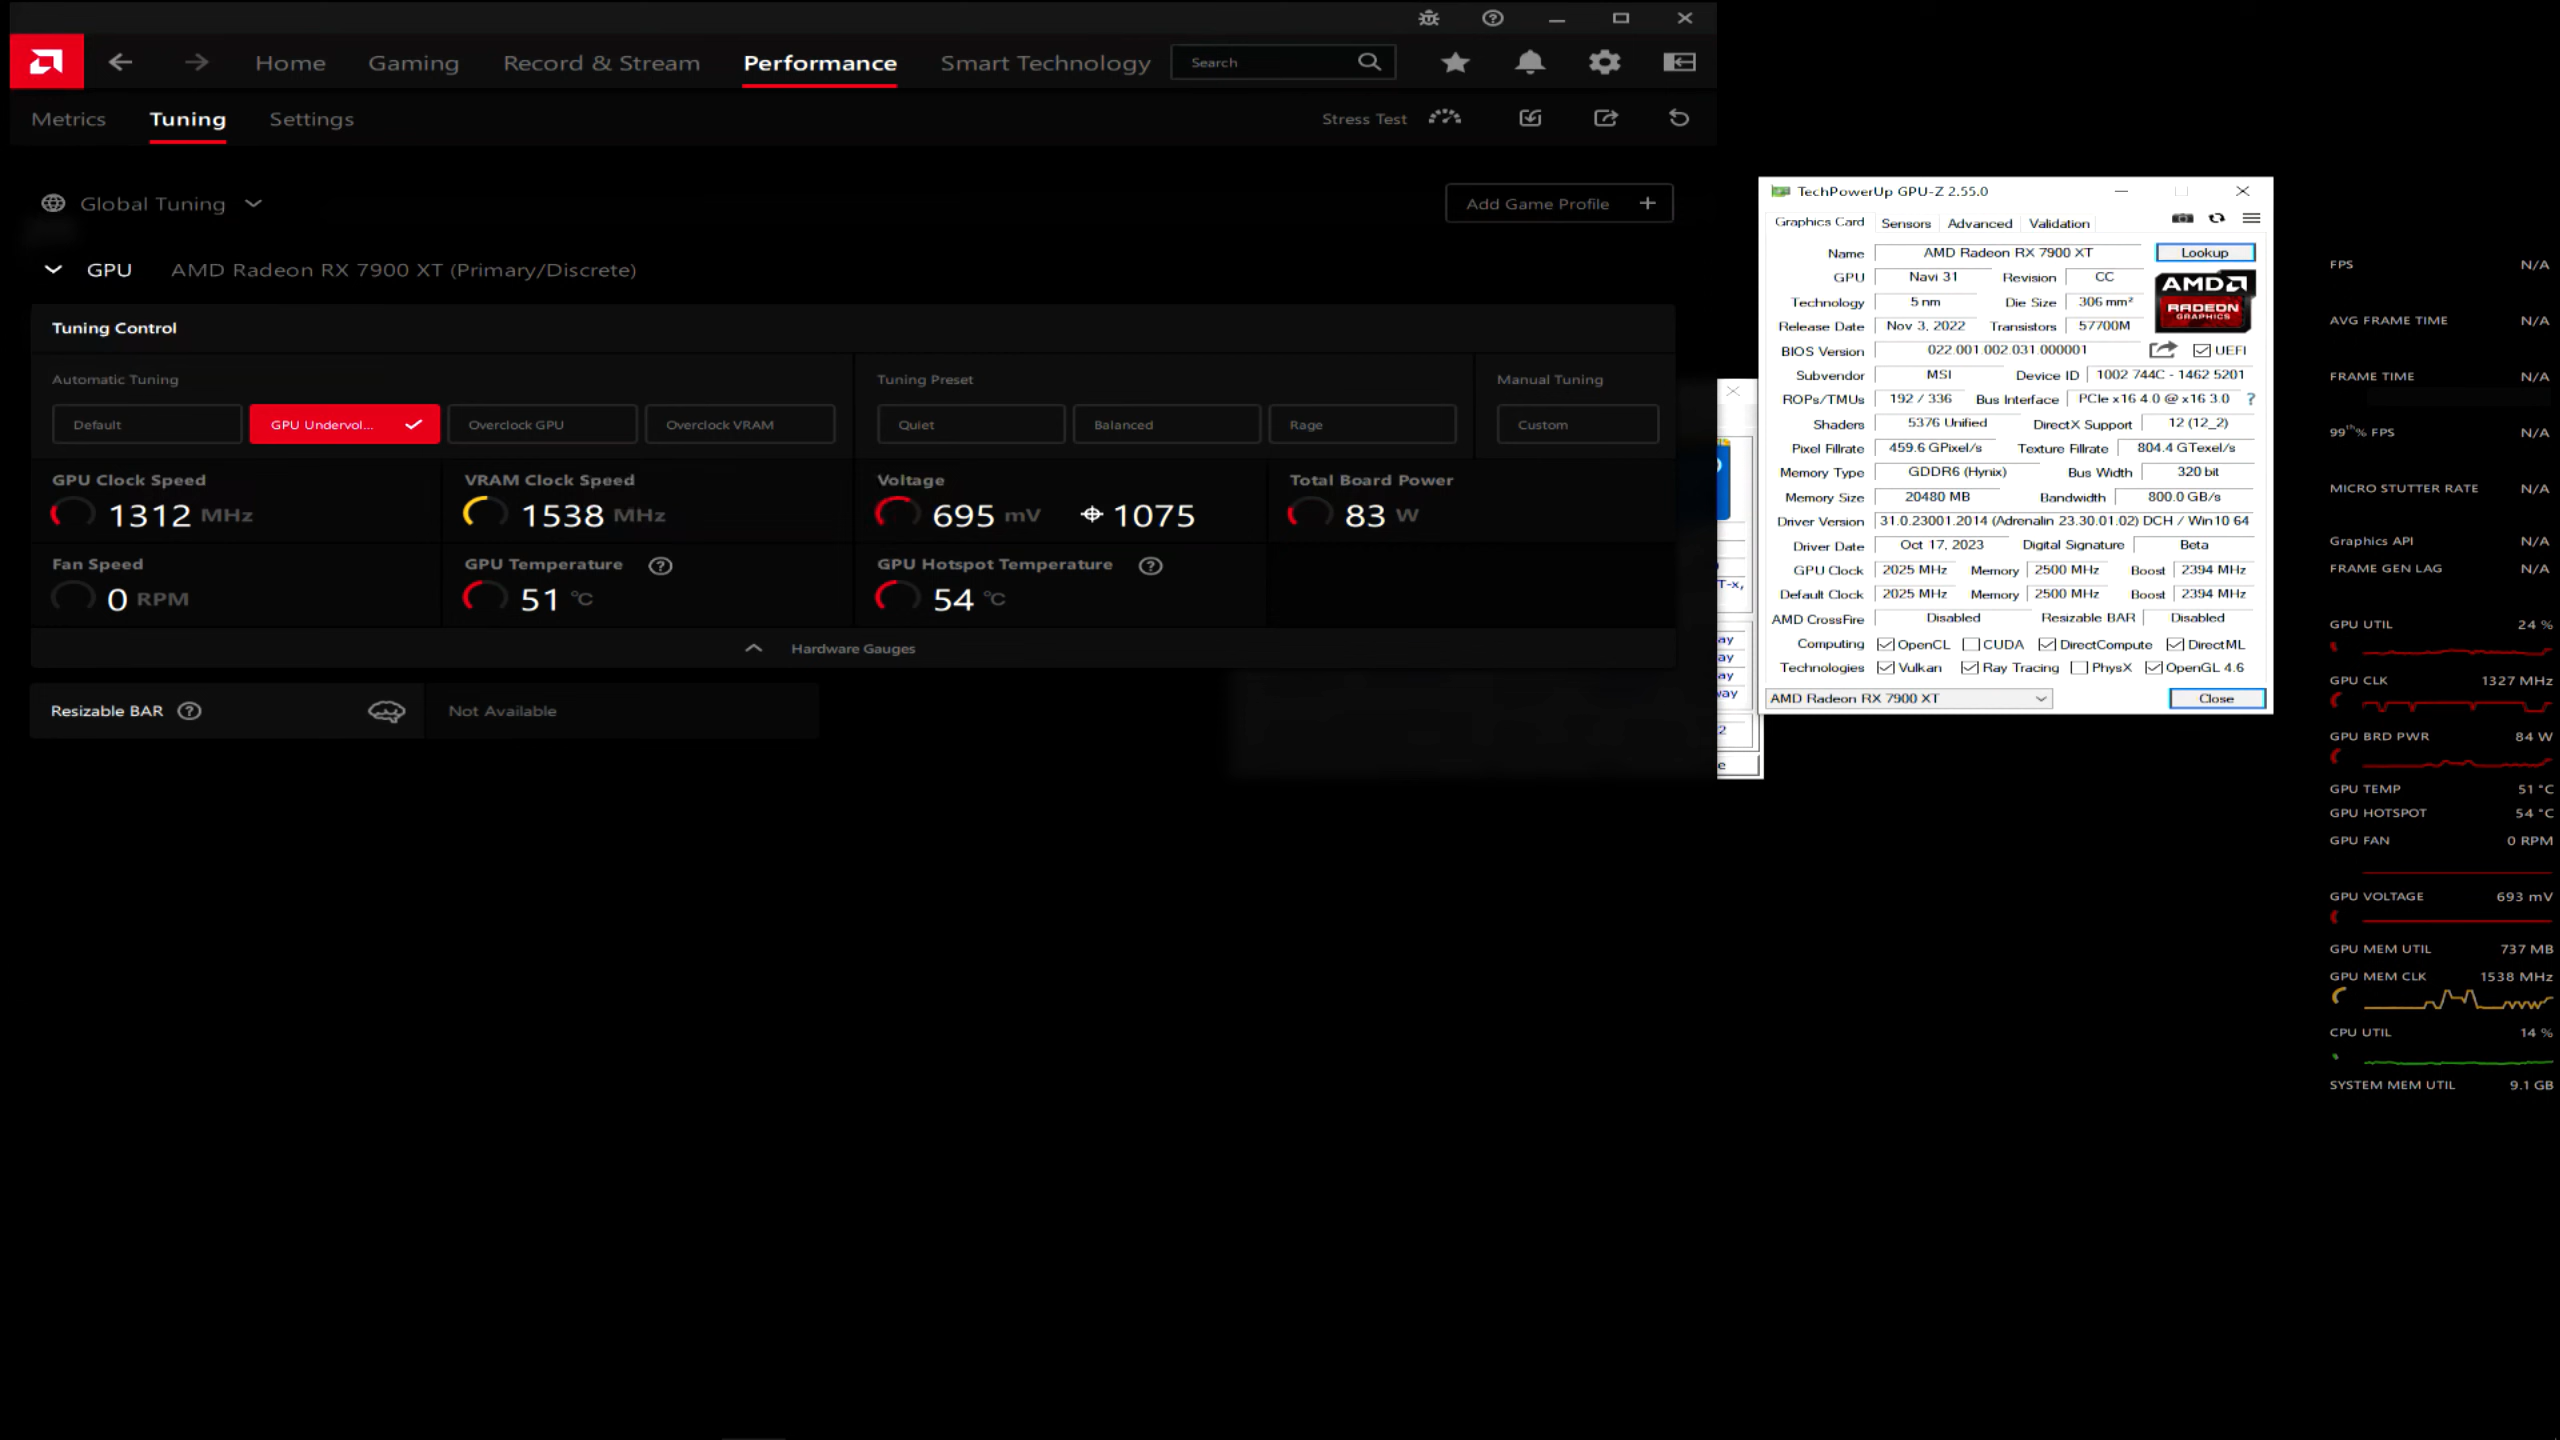 Home Gaming Record & Stream Performance Smart Technology Search
Metrics Tuning Settings Stress Test
Global Tuning Add Game Profile +
GPU AMD Radeon RX 7900 XT (Primary/Discrete)
Tuning Control
Automatic Tuning Tuning Preset Manual Tuning
Default GPU Undervol... Overclock GPU Overclock VRAM Quiet Balanced Rage Custom
GPU Clock Speed VRAM Clock Speed Voltage Total Board Power
1312 MHz 1538 MHz 695 mV 1075 83 W
Fan Speed GPU Temperature ? GPU Hotspot Temperature ?
0 RPM 51 °C 54 °C
Hardware Gauges
Resizable BAR ? Not Available
T-x,
ay
ay
ay
way
2
e
TechPowerUp GPU-Z 2.55.0
Graphics Card Sensors Advanced Validation
Name AMD Radeon RX 7900 XT Lookup
GPU Navi 31 Revision CC
AMD
RADEON
GRAPHICS
Technology 5 nm Die Size 306 mm²
Release Date Nov 3, 2022 Transistors 57700M
BIOS Version 022.001.002.031.000001 UEFI
Subvendor MSI Device ID 1002 744C - 1462 5201
ROPs/TMUs 192 / 336 Bus Interface PCIe x16 4.0 @ x16 3.0 ?
Shaders 5376 Unified DirectX Support 12 (12_2)
Pixel Fillrate 459.6 GPixel/s Texture Fillrate 804.4 GTexel/s
Memory Type GDDR6 (Hynix) Bus Width 320 bit
Memory Size 20480 MB Bandwidth 800.0 GB/s
Driver Version 31.0.23001.2014 (Adrenalin 23.30.01.02) DCH / Win10 64
Driver Date Oct 17, 2023 Digital Signature Beta
GPU Clock 2025 MHz Memory 2500 MHz Boost 2394 MHz
Default Clock 2025 MHz Memory 2500 MHz Boost 2394 MHz
AMD CrossFire Disabled Resizable BAR Disabled
Computing OpenCL CUDA DirectCompute DirectML
Technologies Vulkan Ray Tracing PhysX OpenGL 4.6
AMD Radeon RX 7900 XT Close
FPS N/A
AVG FRAME TIME N/A
FRAME TIME N/A
99th% FPS N/A
MICRO STUTTER RATE N/A
Graphics API N/A
FRAME GEN LAG N/A
GPU UTIL 24 %
GPU CLK 1327 MHz
GPU BRD PWR 84 W
GPU TEMP 51 °C
GPU HOTSPOT 54 °C
GPU FAN 0 RPM
GPU VOLTAGE 693 mV
GPU MEM UTIL 737 MB
GPU MEM CLK 1538 MHz
CPU UTIL 14 %
SYSTEM MEM UTIL 9.1 GB